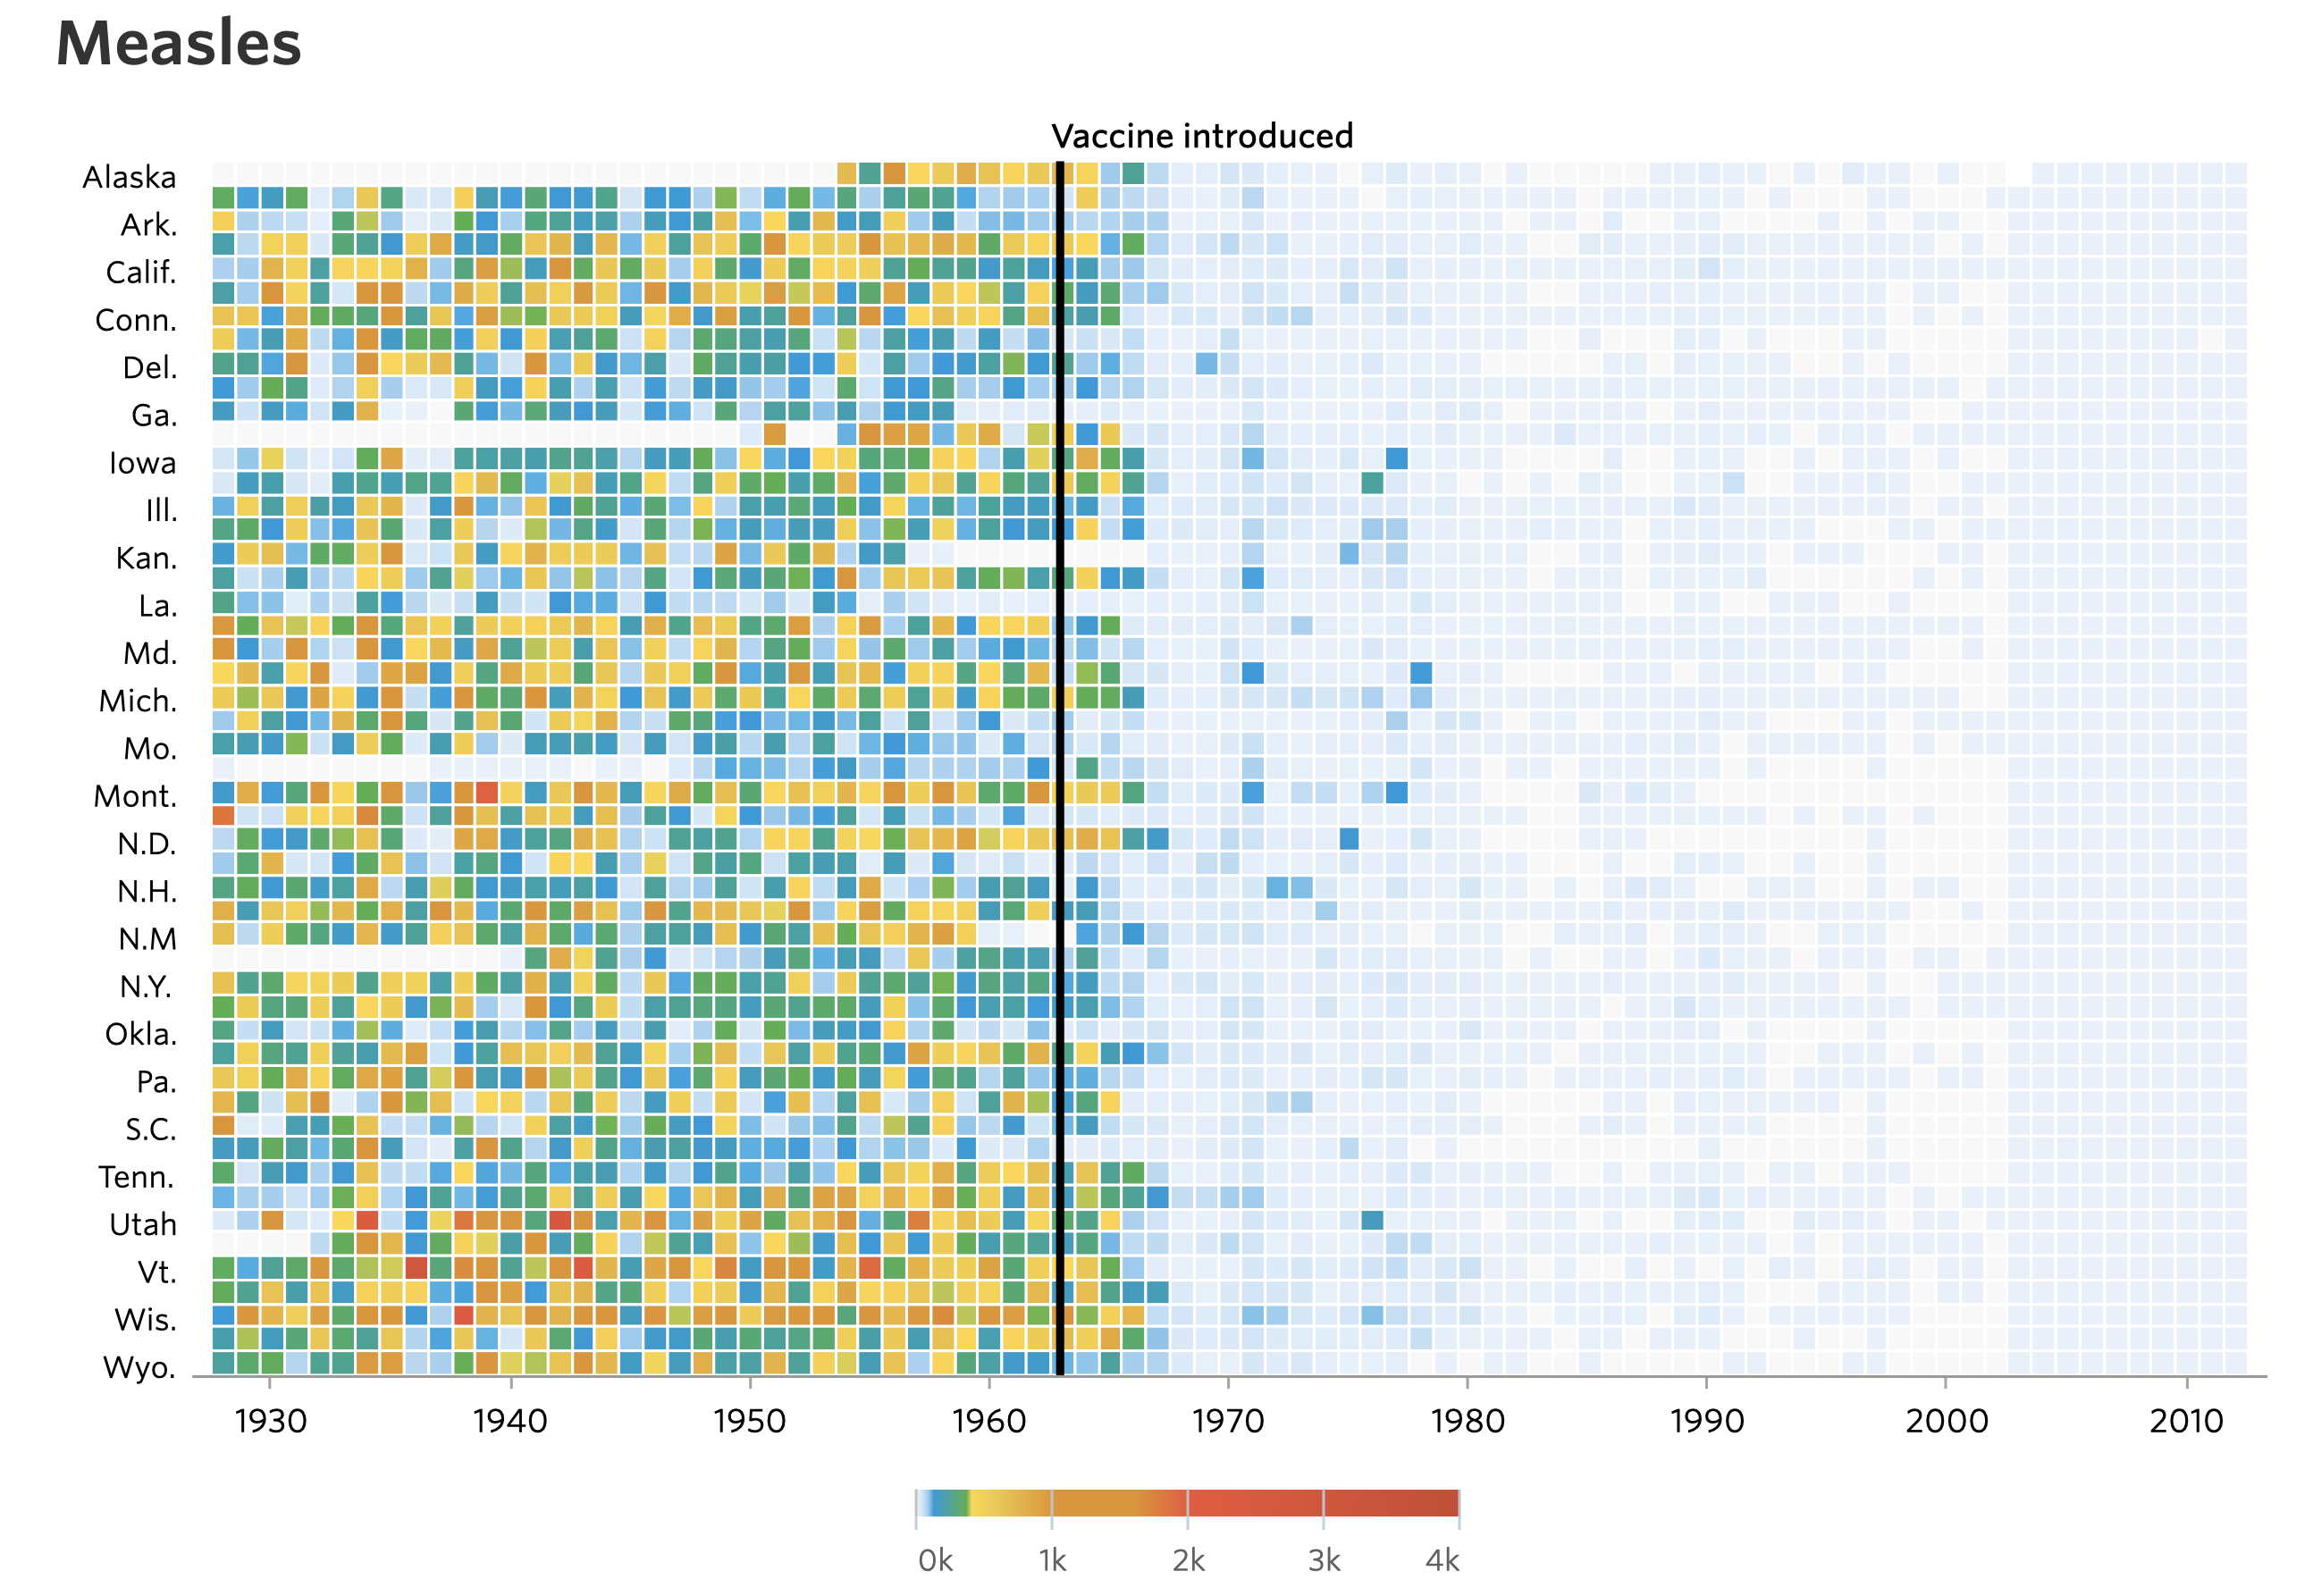 Measles
Vaccine introduced
Alaska
Ark.
Calif.
Conn.
Del.
Ga.
Iowa
Ill.
Kan.
La.
Md.
Mich.
Mo.
Mont.
N.D.
N.H.
N.M
N.Y.
Okla.
Pa.
S.C.
Tenn.
Utah
Vt.
Wis.
Wyo.
1930 1940 1950 1960 1970 1980 1990 2000 2010
0k 1k 2k 3k 4k